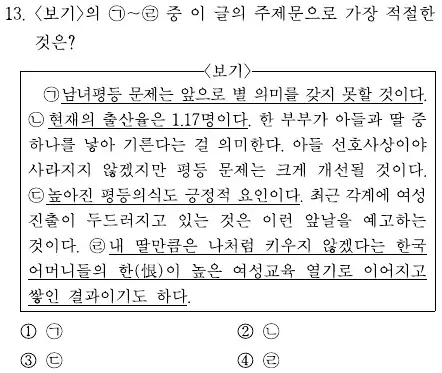 13. 〈보기〉의 ㉠～㉣ 중 이 글의 주제문으로 가장 적절한
것은?
〈보기〉
㉠남녀평등 문제는 앞으로 별 의미를 갖지 못할 것이다.
㉡현재의 출산율은 1.17명이다. 한 부부가 아들과 딸 중
하나를 낳아 기른다는 걸 의미한다. 아들 선호사상이야
사라지지 않겠지만 평등 문제는 크게 개선될 것이다.
㉢높아진 평등의식도 긍정적 요인이다. 최근 각계에 여성
진출이 두드러지고 있는 것은 이런 앞날을 예고하는
것이다. ㉣내 딸만큼은 나처럼 키우지 않겠다는 한국
어머니들의 한(恨)이 높은 여성교육 열기로 이어지고
쌓인 결과이기도 하다.
① ㉠ ② ㉡
③ ㉢ ④ ㉣